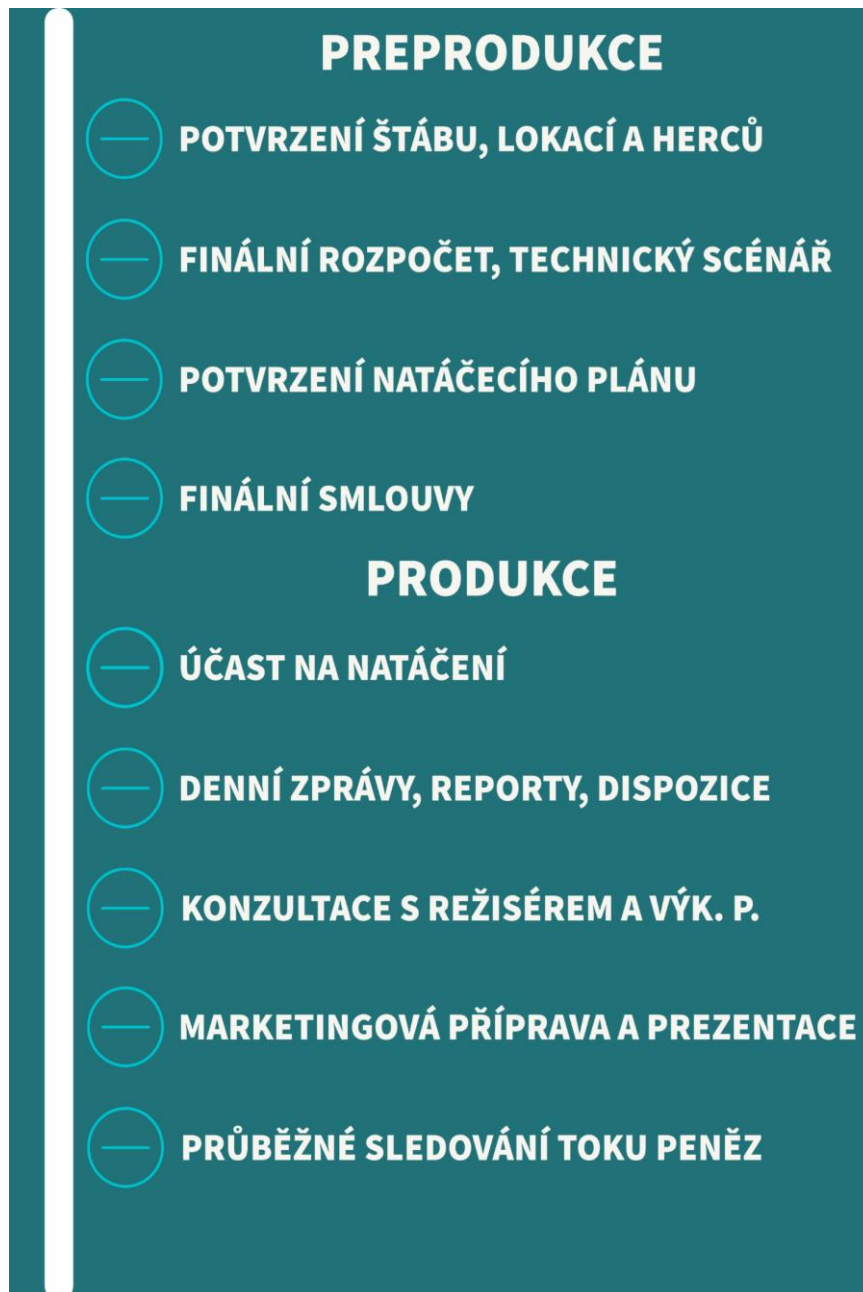 PREPRODUKCE
POTVRZENÍ ŠTÁBU, LOKACÍ A HERCŮ
FINÁLNÍ ROZPOČET, TECHNICKÝ SCÉNÁŘ
POTVRZENÍ NATÁČECÍHO PLÁNU
FINÁLNÍ SMLOUVY
PRODUKCE
ÚČAST NA NATÁČENÍ
DENNÍ ZPRÁVY, REPORTY, DISPOZICE
KONZULTACE S REŽISÉREM A VÝK. P.
MARKETINGOVÁ PŘÍPRAVA A PREZENTACE
PRŮBĚŽNÉ SLEDOVÁNÍ TOKU PENĚZ